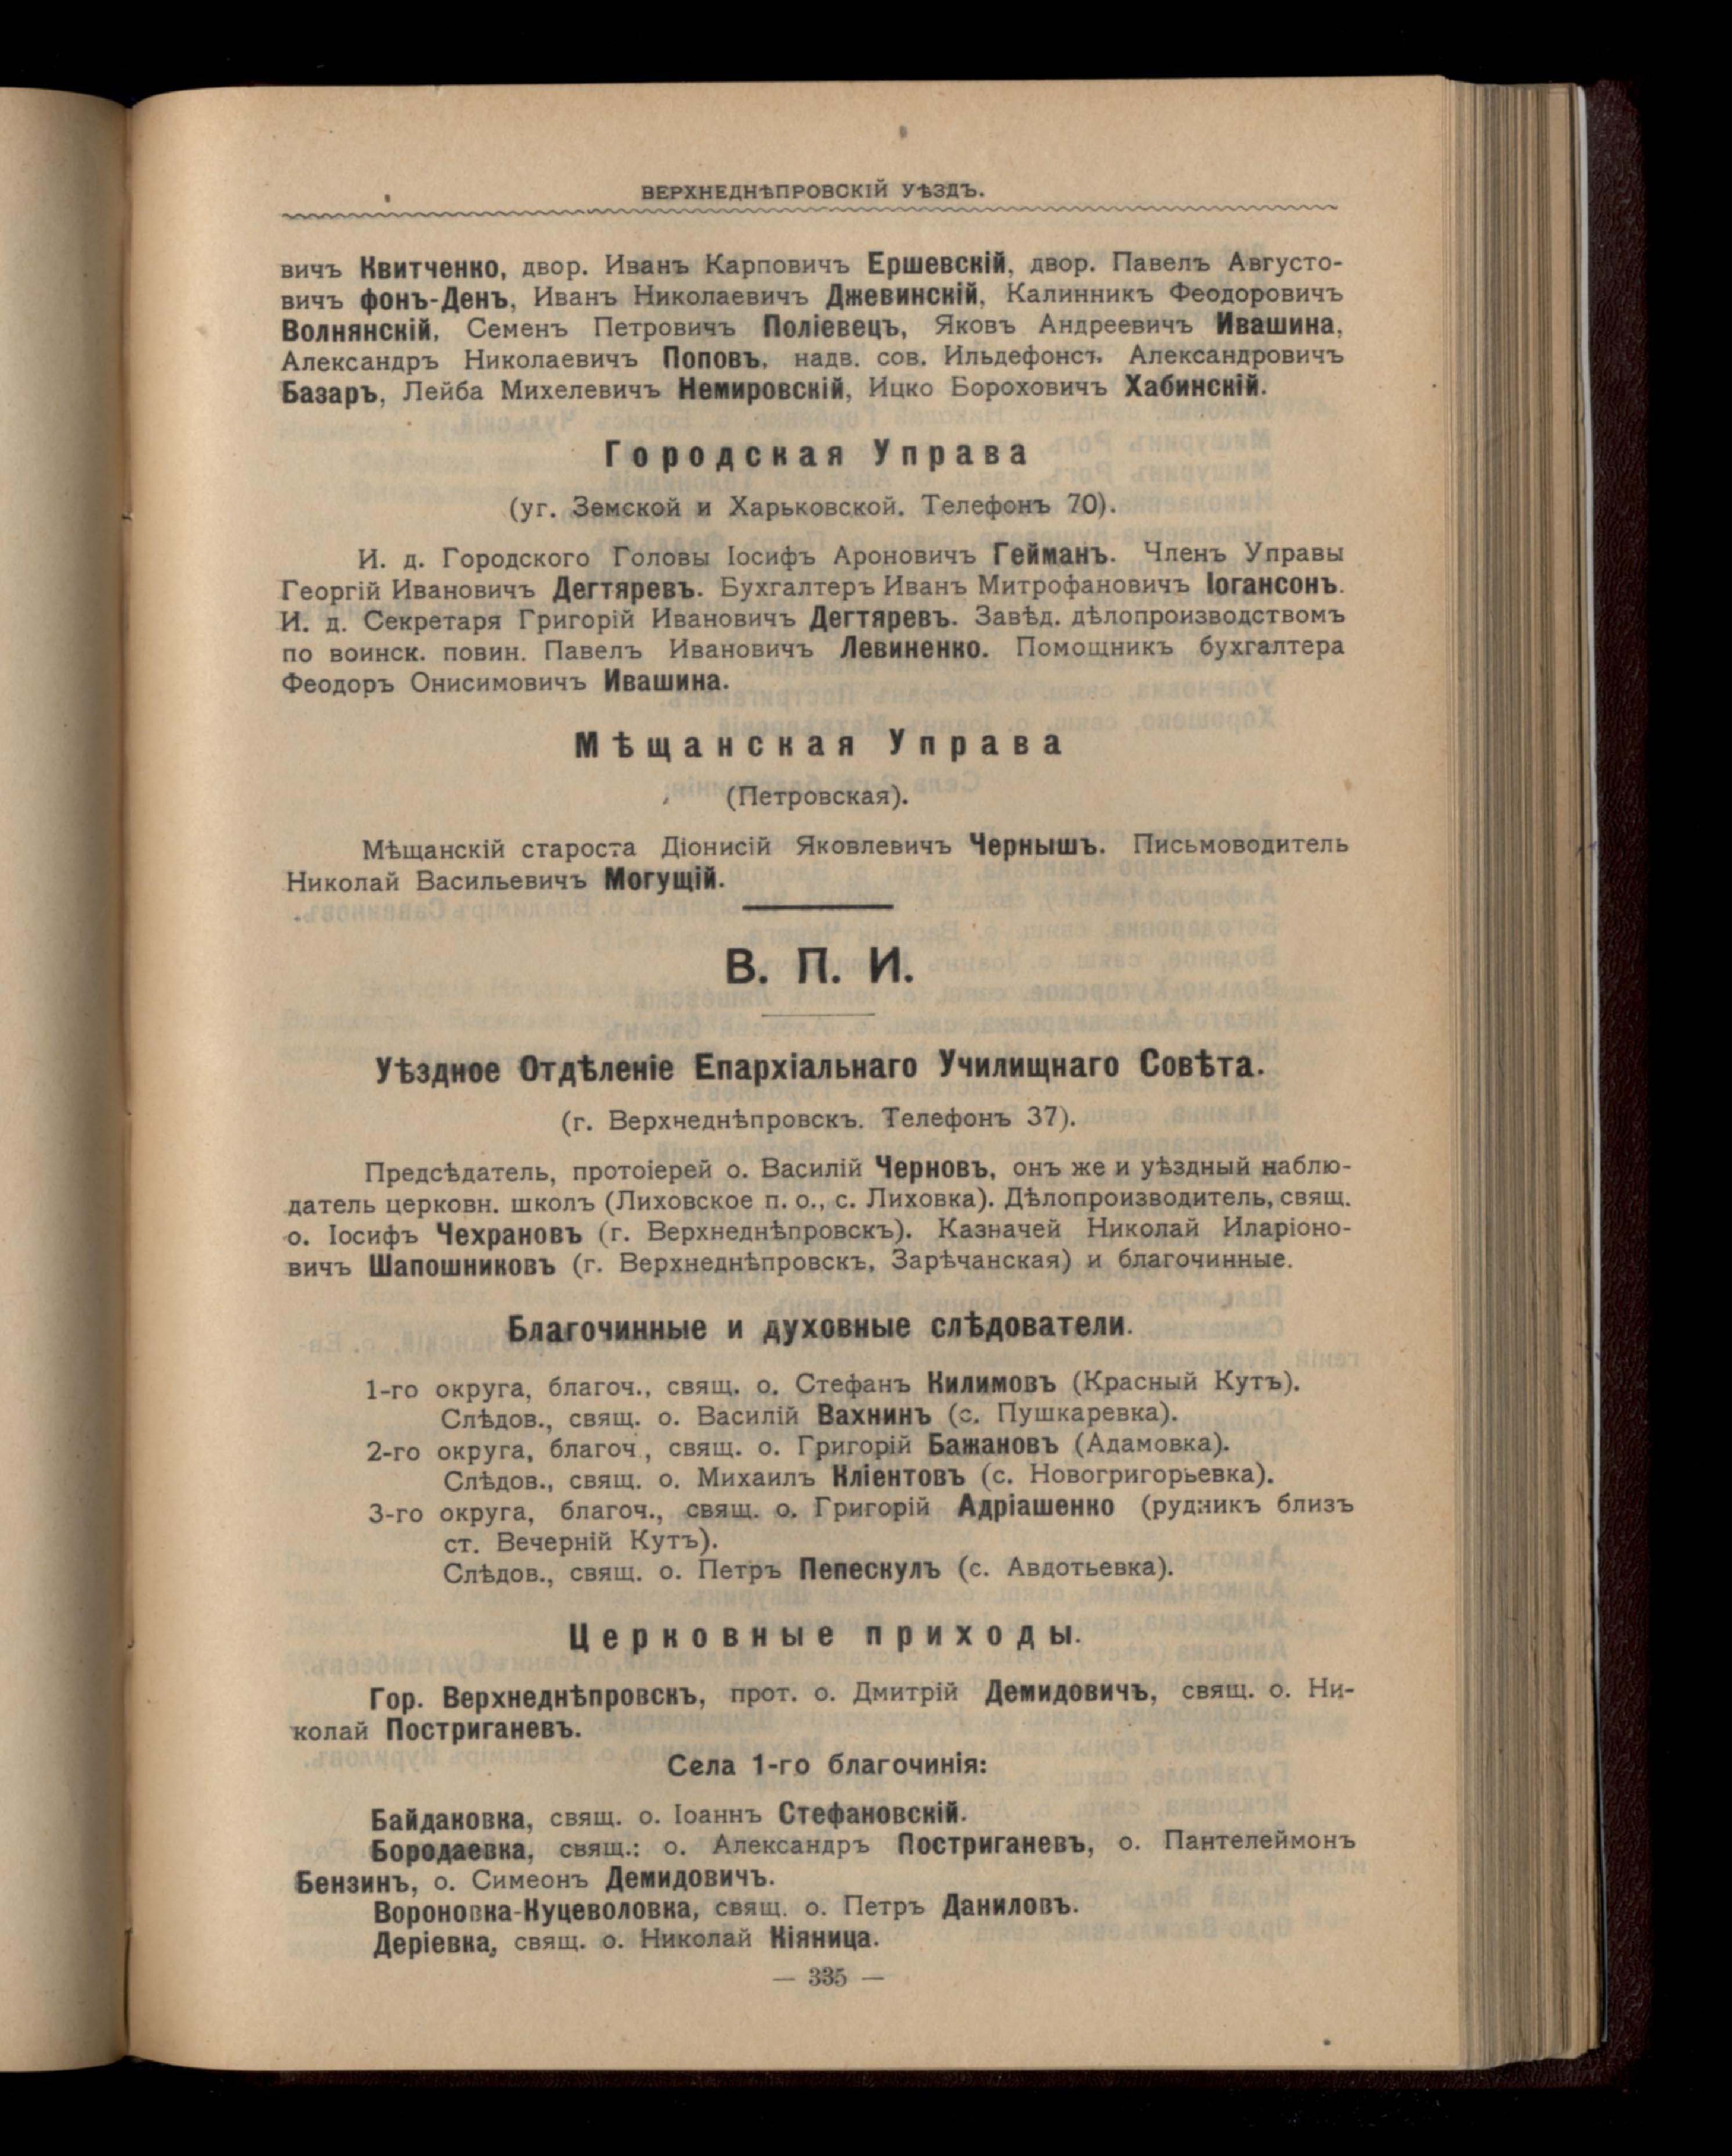 ВЕРХНЕДНѢПРОВСКІЙ УѢЗДЪ.
вичъ Квитченко, двор. Иванъ Карповичъ Ершевскій, двор. Павелъ Августо-
вичъ фонъ-Денъ, Иванъ Николаевичъ Джевинскій, Калинникъ Феодоровичъ
Волнянскій, Семенъ Петровичъ Поліевецъ, Яковъ Андреевичъ Ивашина,
Александръ Николаевичъ Поповъ, надв. сов. Ильдефонст. Александровичъ
Базаръ, Лейба Михелевичъ Немировскій, Ицко Бороховичъ Хабинскій.
Городская Управа
(уг. Земской и Харьковской. Телефонъ 70).
И. д. Городского Головы Іосифъ Ароновичъ Гейманъ. Членъ Управы
Георгій Ивановичъ Дегтяревъ. Бухгалтеръ Иванъ Митрофановичъ Іогансонъ.
И. д. Секретаря Григорій Ивановичъ Дегтяревъ. Завѣд. дѣлопроизводствомъ
по воинск. повин. Павелъ Ивановичъ Левиненко. Помощникъ бухгалтера
Феодоръ Онисимовичъ Ивашина.
Мѣщанская Управа
(Петровская).
Мѣщанскій староста Діонисій Яковлевичъ Чернышъ. Письмоводитель
Николай Васильевичъ Могущій.
В. П. И.
Уѣздное Отдѣленіе Епархіальнаго Училищнаго Совѣта.
(г. Верхнеднѣпровскъ. Телефонъ 37).
Предсѣдатель, протоіерей о. Василій Черновъ, онъ же и уѣздный наблю-
датель церковн. школъ (Лиховское п. о., с. Лиховка). Дѣлопроизводитель, свящ.
о. Іосифъ Чехрановъ (г. Верхнеднѣпровскъ). Казначей Николай Иларіоно-
вичъ Шапошниковъ (г. Верхнеднѣпровскъ, Зарѣчанская) и благочинные.
Благочинные и духовные слѣдователи.
1-го округа, благоч., свящ. о. Стефанъ Килимовъ (Красный Кутъ).
Слѣдов., свящ. о. Василій Вахнинъ (с. Пушкаревка).
2-го округа, благоч., свящ. о. Григорій Бажановъ (Адамовка).
Слѣдов., свящ. о. Михаилъ Кліентовъ (с. Новогригорьевка).
3-го округа, благоч., свящ. о. Григорій Адріашенко (рудникъ близъ
ст. Вечерній Кутъ).
Слѣдов., свящ. о. Петръ Пепескулъ (с. Авдотьевка).
Церковные приходы.
Гор. Верхнеднѣпровскъ, прот. о. Дмитрій Демидовичъ, свящ. о. Ни-
колай Постриганевъ.
Села 1-го благочинія:
Байдаковка, свящ. о. Іоаннъ Стефановскій.
Бородаевка, свящ.: о. Александръ Постриганевъ, о. Пантелеймонъ
Бензинъ, о. Симеонъ Демидовичъ.
Вороновка-Куцеволовка, свящ. о. Петръ Даниловъ.
Деріевка, свящ. о. Николай Кіяница.
— 335 —